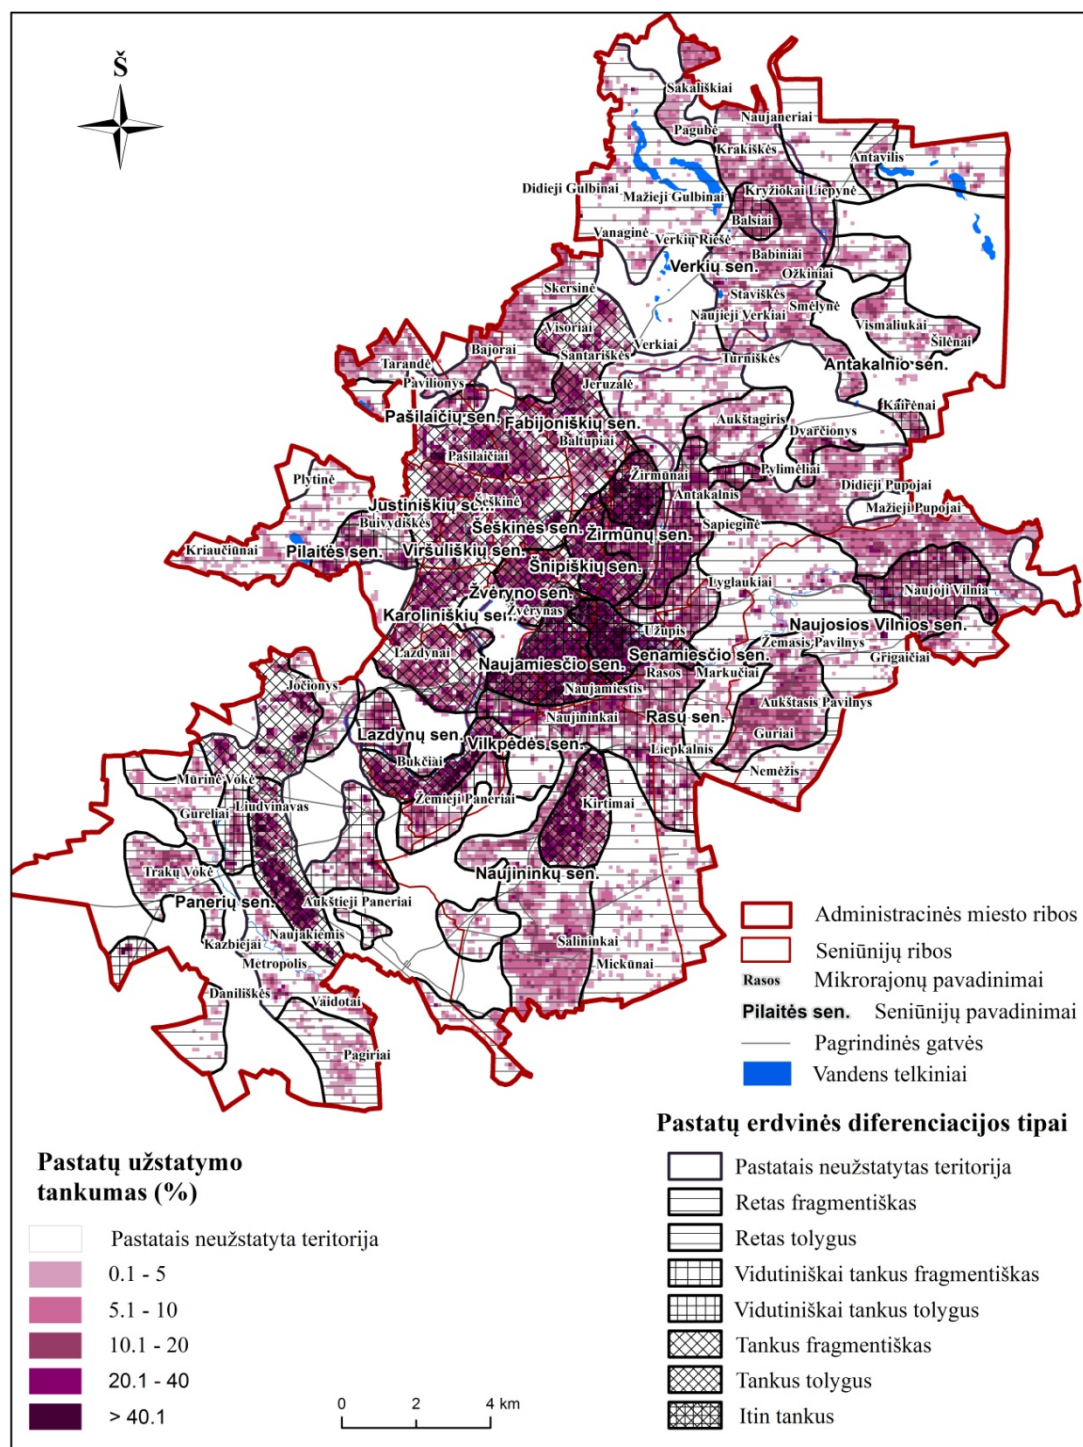 Š
Sakališkiai
Naujaneriai
Pagubė
Krakiškės
Antavilis
Didieji Gulbinai
Mažieji Gulbinai
Kryžiokai
Liepynė
Balsiai
Vanaginė
Verkių Riešė
Babiniai
Verkių sen.
Ožkiniai
Skersinė
Staviškės
Smėlynė
Naujieji Verkiai
Vismaliukai
Visoriai
Šilėnai
Bajorai
Verkiai
Santariškės
Turniškės
Tarandė
Antakalnio sen.
Pavilionys
Jeruzalė
Kairėnai
Pašilaičių sen.
Fabijoniškių sen.
Aukštagiris
Dvarčionys
Baltupiai
Pašilaičiai
Pylimėliai
Plytinė
Žirmūnai
Didieji Pupojai
Antakalnis
Justiniškių sen.
Šeškinė
Mažieji Pupojai
Buivydiškės
Šeškinės sen.
Sapieginė
Žirmūnų sen.
Kriaučiūnai
Pilaitės sen.
Viršuliškių sen.
Šnipiškių sen.
Lyglaukiai
Naujoji Vilnia
Žvėryno sen.
Žvėrynas
Karoliniškių sen.
Naujosios Vilnios sen.
Užupis
Žemasis Pavilnys
Lazdynai
Senamiesčio sen.
Grigaičiai
Naujamiesčio sen.
Rasos
Markučiai
Jočionys
Naujamiestis
Aukštasis Pavilnys
Naujininkai
Rasų sen.
Lazdynų sen.
Guriai
Vilkpėdės sen.
Liepkalnis
Bukčiai
Nemėžis
Mūrinė Vokė
Žemieji Paneriai
Kirtimai
Liudvinavas
Gureliai
Trakų Vokė
Naujininkų sen.
Panerių sen.
Aukštieji Paneriai
Naujakiemis
Kazbiejai
Salininkai
Metropolis
Mickūnai
Daniliškės
Vaidotai
Pagiriai
Administracinės miesto ribos
Seniūnijų ribos
Rasos Mikrorajonų pavadinimai
Pilaitės sen. Seniūnijų pavadinimai
Pagrindinės gatvės
Vandens telkiniai
Pastatų užstatymo
tankumas (%)
Pastatais neužstatyta teritorija
0.1 - 5
5.1 - 10
10.1 - 20
20.1 - 40
> 40.1
0 2 4 km
Pastatų erdvinės diferenciacijos tipai
Pastatais neužstatytas teritorija
Retas fragmentiškas
Retas tolygus
Vidutiniškai tankus fragmentiškas
Vidutiniškai tankus tolygus
Tankus fragmentiškas
Tankus tolygus
Itin tankus